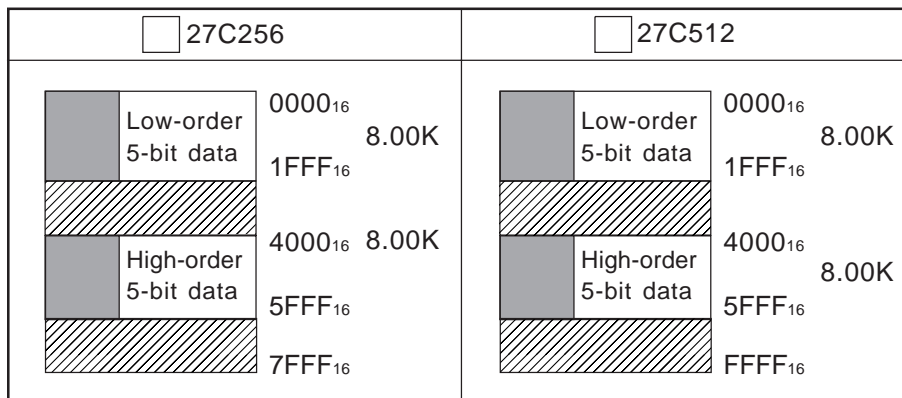 27C256
Low-order
5-bit data
0000₁₆
8.00K
1FFF₁₆
High-order
5-bit data
4000₁₆ 8.00K
5FFF₁₆
7FFF₁₆
27C512
Low-order
5-bit data
0000₁₆
8.00K
1FFF₁₆
High-order
5-bit data
4000₁₆
8.00K
5FFF₁₆
FFFF₁₆